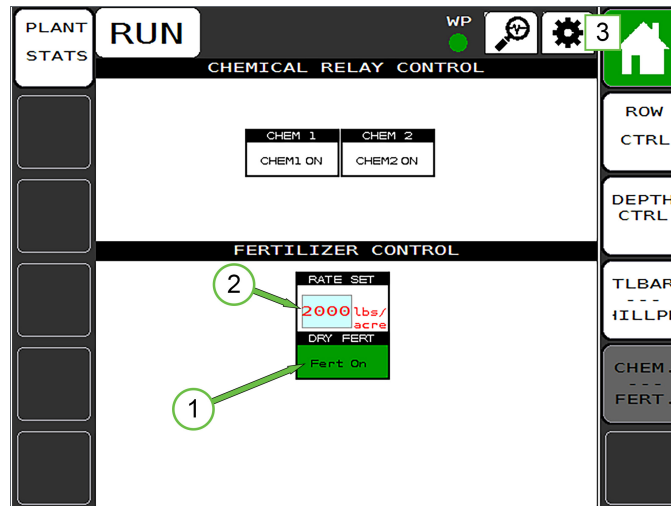 PLANT
STATS
RUN
WP
3
CHEMICAL RELAY CONTROL
ROW
CTRL
CHEM 1
CHEM 2
CHEM1 ON
CHEM2 ON
DEPTH
CTRL
FERTILIZER CONTROL
RATE SET
2
2000 lbs/
acre
DRY FERT
Fert On
1
TLBAR
---
HILLP
CHEM.
---
FERT.